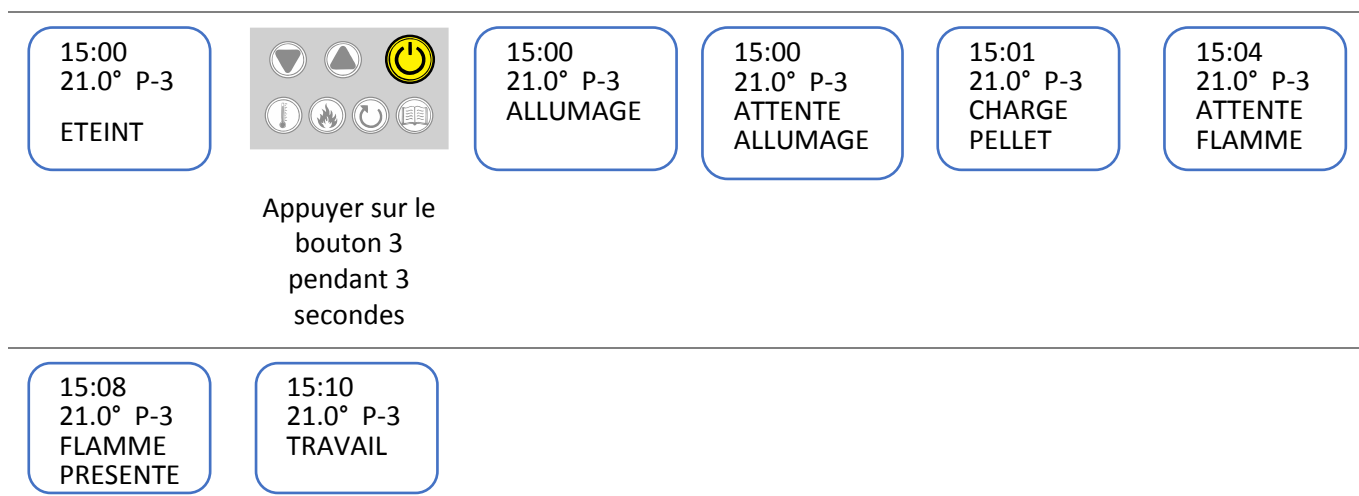 15:00
21.0° P-3
ETEINT
Appuyer sur le
bouton 3
pendant 3
secondes
15:00
21.0° P-3
ALLUMAGE
15:00
21.0° P-3
ATTENTE
ALLUMAGE
15:01
21.0° P-3
CHARGE
PELLET
15:04
21.0° P-3
ATTENTE
FLAMME
15:08
21.0° P-3
FLAMME
PRESENTE
15:10
21.0° P-3
TRAVAIL